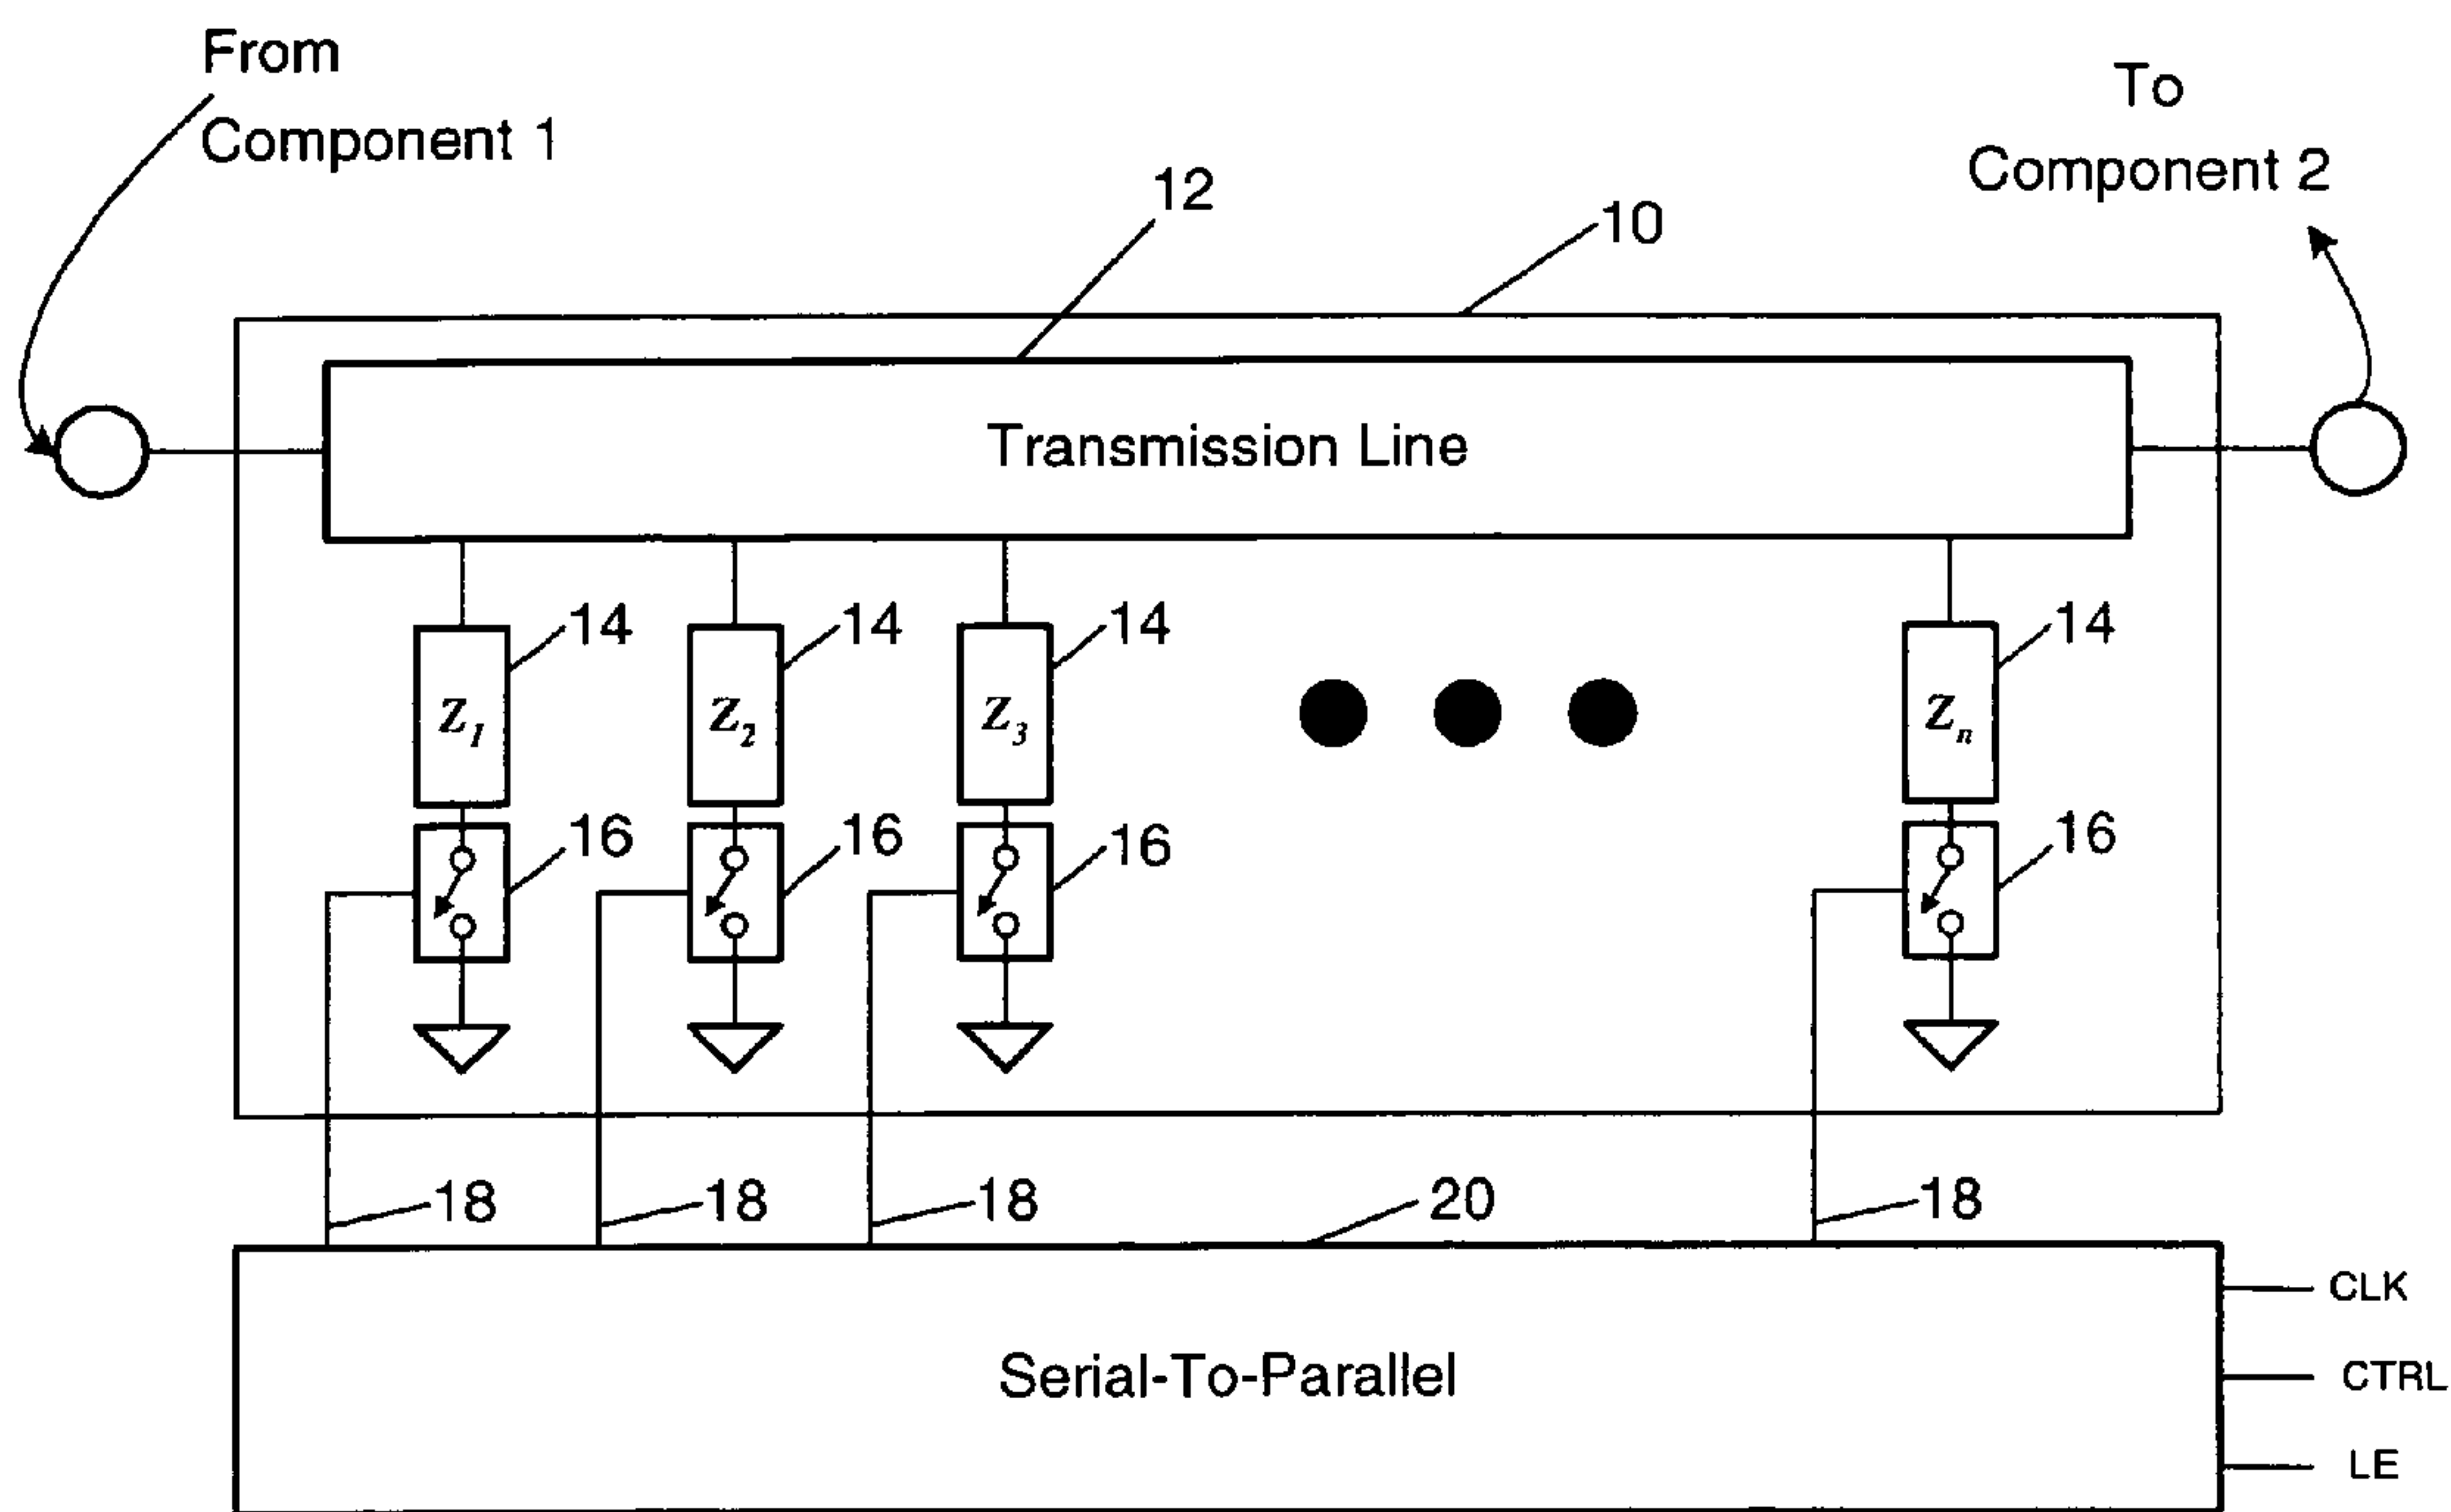 From
Component 1
To
Component 2
12
10
Transmission Line
14
14
14
14
Z1
Z2
Z3
Zn
16
16
16
16
18
18
18
20
18
CLK
Serial-To-Parallel
CTRL
LE